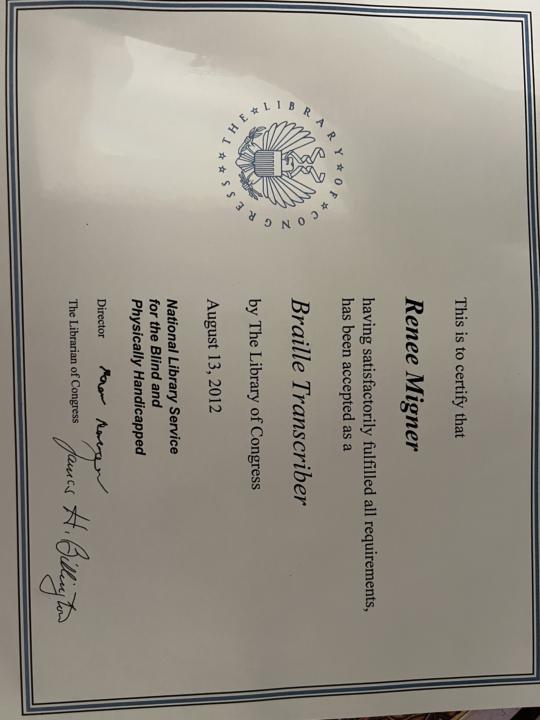 THE LIBRARY OF CONGRESS
This is to certify that
Renee Migner
having satisfactorily fulfilled all requirements,
has been accepted as a
Braille Transcriber
by The Library of Congress
August 13, 2012
National Library Service
for the Blind and
Physically Handicapped
Director
The Librarian of Congress James H. Billington